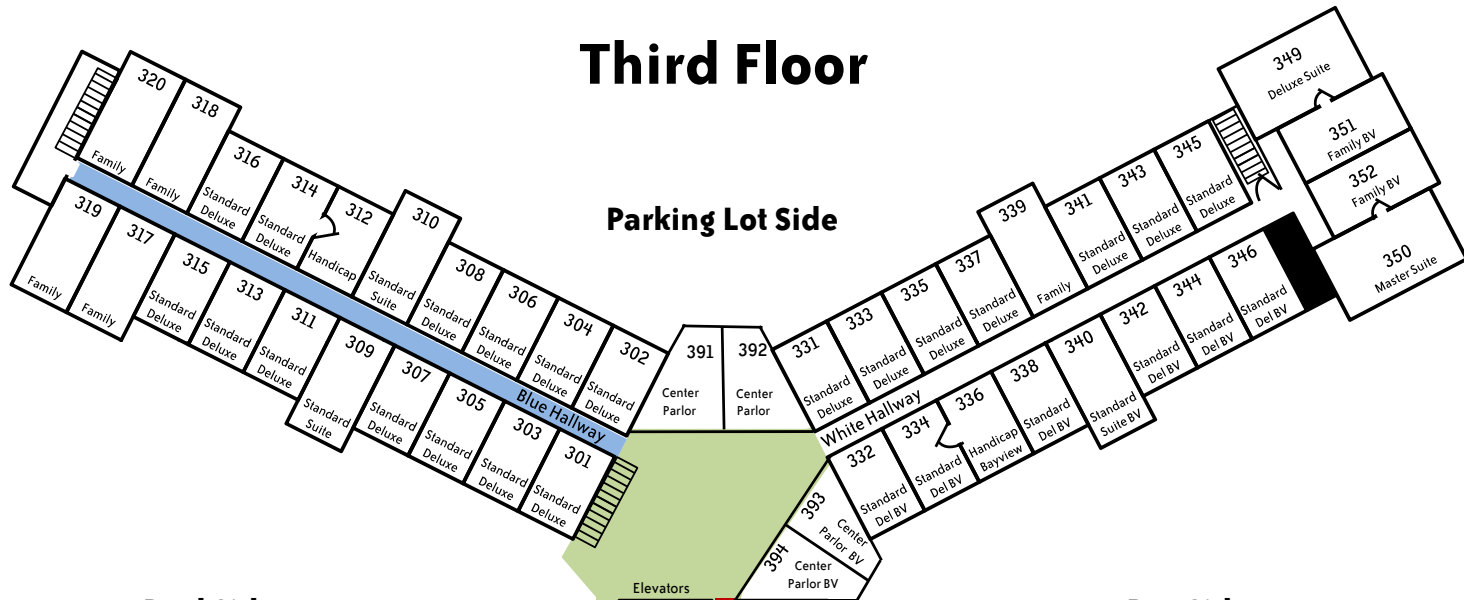 Third Floor
Parking Lot Side
320
Family
318
Family
316
Standard
Deluxe
314
Standard
Deluxe
312
Handicap
310
Standard
Suite
308
Standard
Deluxe
306
Standard
Deluxe
304
Standard
Deluxe
302
Standard
Deluxe
Blue Hallway
319
Family
317
Family
315
Standard
Deluxe
313
Standard
Deluxe
311
Standard
Deluxe
309
Standard
Suite
307
Standard
Deluxe
305
Standard
Deluxe
303
Standard
Deluxe
301
Standard
Deluxe
391
Center
Parlor
392
Center
Parlor
331
Standard
Deluxe
333
Standard
Deluxe
335
Standard
Deluxe
337
Standard
Deluxe
339
Family
341
Standard
Deluxe
343
Standard
Deluxe
345
Standard
Deluxe
349
Deluxe Suite
351
Family BV
352
Family BV
350
Master Suite
White Hallway
332
Standard
Del BV
334
Standard
Del BV
336
Handicap
Bayview
338
Standard
Del BV
340
Standard
Suite BV
342
Standard
Del BV
344
Standard
Del BV
346
Standard
Del BV
393
Center
Parlor BV
394
Center
Parlor BV
Elevators